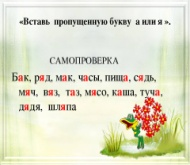 «Вставь пропущенную букву а или я».
САМОПРОВЕРКА
Бак, ряд, мак, часы, пища, сядь,
мяч, вяз, таз, мясо, каша, туча,
дядя, шляпа